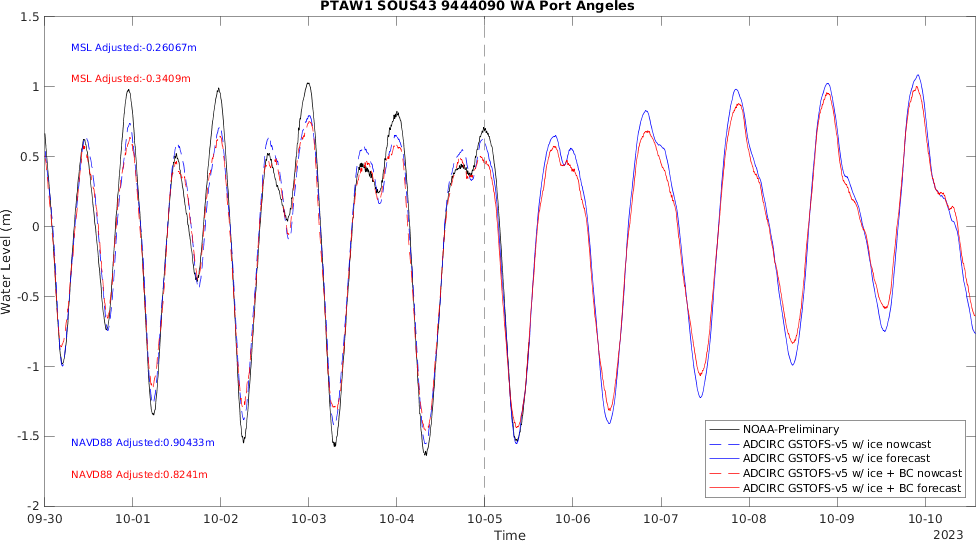 PTAW1 SOUS43 9444090 WA Port Angeles
1.5
1
0.5
0
-0.5
-1
-1.5
-2
Water Level (m)
MSL Adjusted:-0.26067m
MSL Adjusted:-0.3409m
NAVD88 Adjusted:0.90433m
NAVD88 Adjusted:0.8241m
NOAA-Preliminary
ADCIRC GSTOFS-v5 w/ ice nowcast
ADCIRC GSTOFS-v5 w/ ice forecast
ADCIRC GSTOFS-v5 w/ ice + BC nowcast
ADCIRC GSTOFS-v5 w/ ice + BC forecast
09-30 10-01 10-02 10-03 10-04 10-05 10-06 10-07 10-08 10-09 10-10
Time
2023